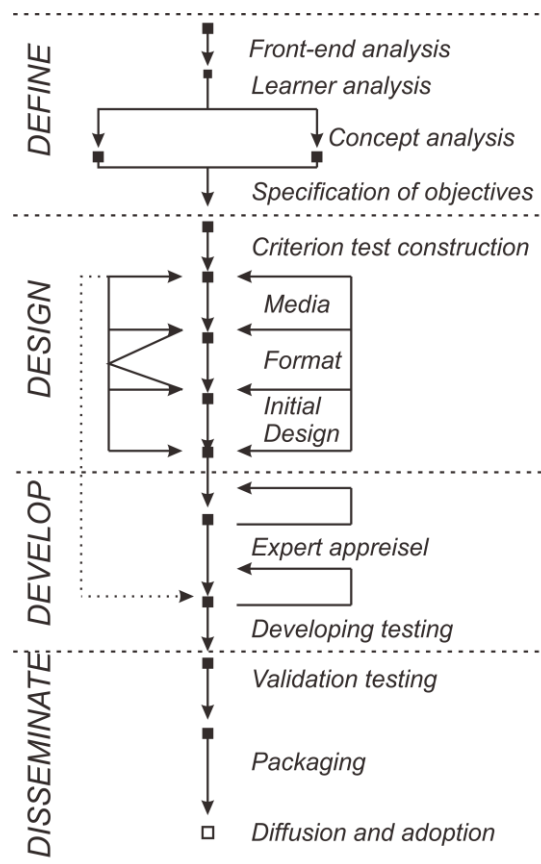 DEFINE
Front-end analysis
Learner analysis
Concept analysis
Specification of objectives
DESIGN
Criterion test construction
Media
Format
Initial
Design
DEVELOP
Expert appreisel
Developing testing
DISSEMINATE
Validation testing
Packaging
Diffusion and adoption